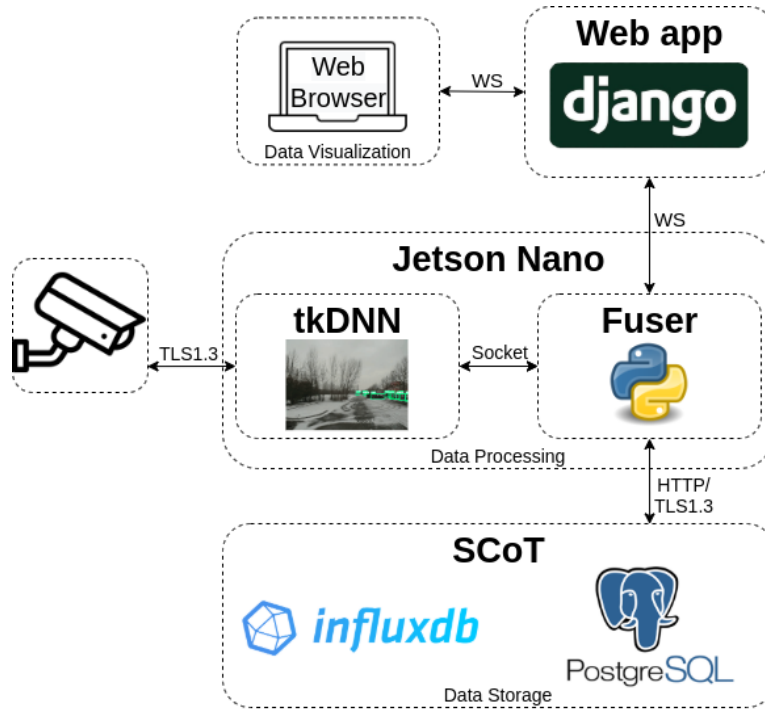 Web app
django
Web
Browser
WS
Data Visualization
WS
Jetson Nano
tkDNN
Fuser
TLS1.3
Socket
Data Processing
HTTP/
TLS1.3
SCoT
influxdb
PostgreSQL
Data Storage